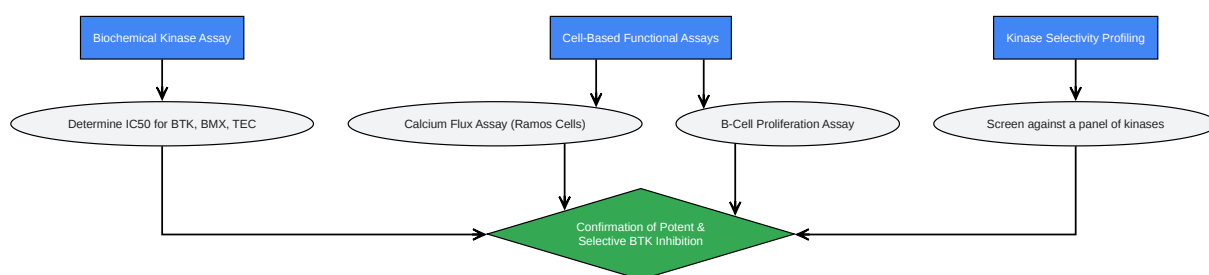 Biochemical Kinase Assay
Cell-Based Functional Assays
Kinase Selectivity Profiling
Determine IC50 for BTK, BMX, TEC
Calcium Flux Assay (Ramos Cells)
B-Cell Proliferation Assay
Screen against a panel of kinases
Confirmation of Potent &
Selective BTK Inhibition